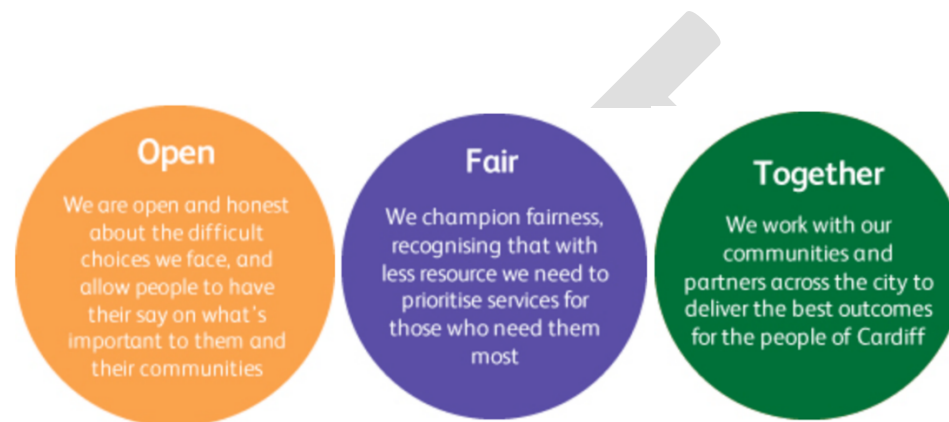 Open
We are open and honest
about the difficult
choices we face, and
allow people to have
their say on what's
important to them and
their communities
Fair
We champion fairness,
recognising that with
less resource we need to
prioritise services for
those who need them
most
Together
We work with our
communities and
partners across the city to
deliver the best outcomes
for the people of Cardiff